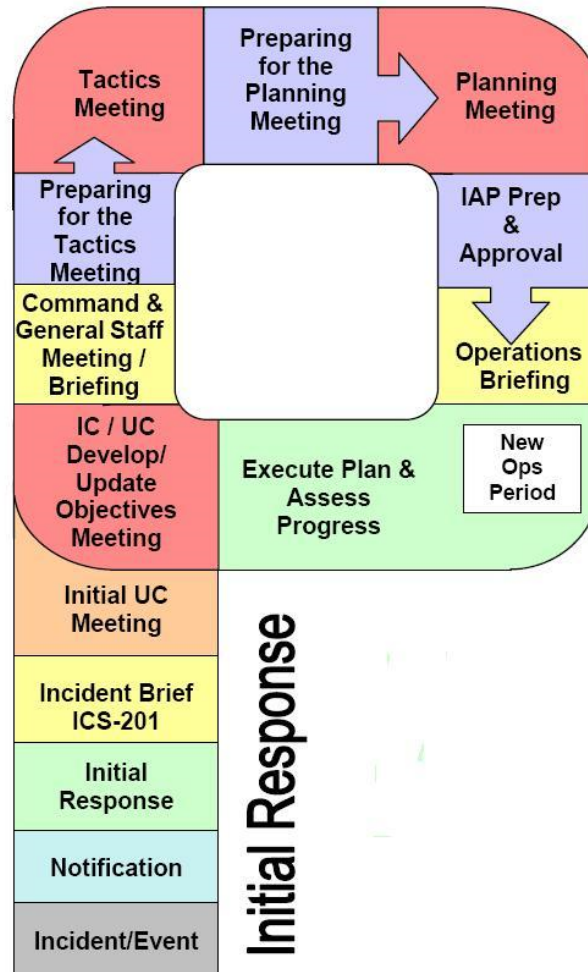 Tactics
Meeting
Preparing
for the
Planning
Meeting
Planning
Meeting
Preparing
for the
Tactics
Meeting
IAP Prep
&
Approval
Command &
General Staff
Meeting /
Briefing
Operations
Briefing
IC / UC
Develop/
Update
Objectives
Meeting
Execute Plan &
Assess
Progress
New
Ops
Period
Initial UC
Meeting
Incident Brief
ICS-201
Initial
Response
Notification
Incident/Event
Initial Response